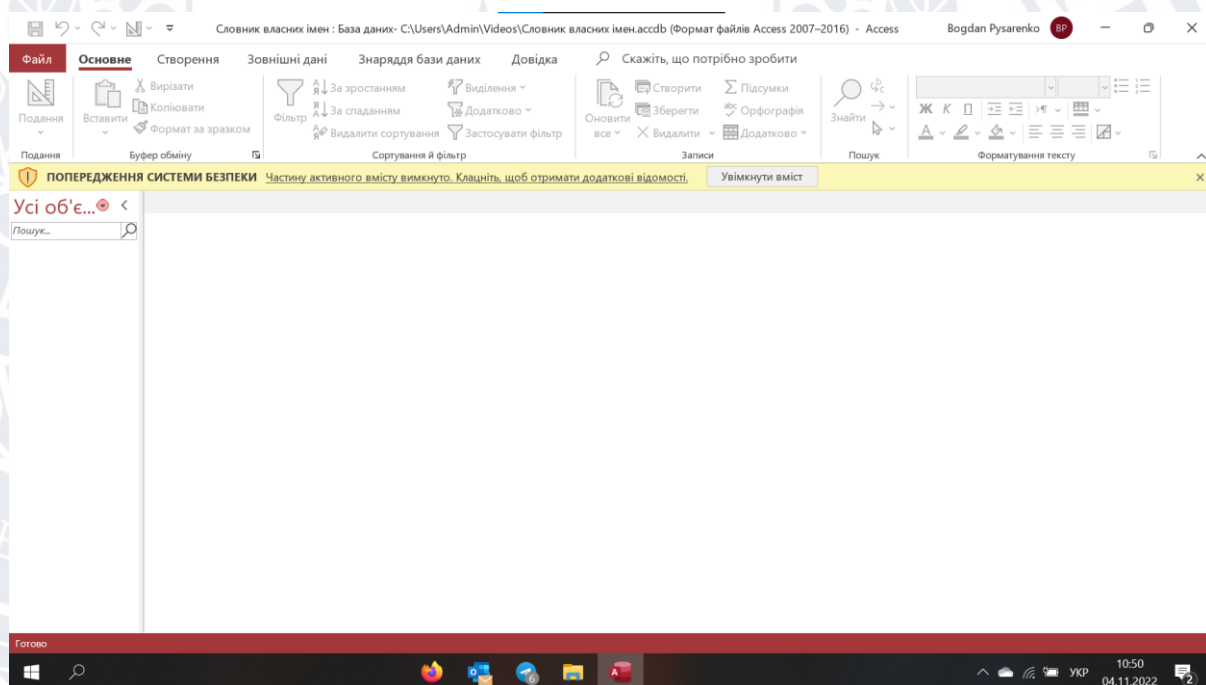 Словник власних імен : База даних- C:\Users\Admin\Videos\Словник власних імен.accdb (Формат файлів Access 2007–2016) - Access Bogdan Pysarenko BP
Файл Основне Створення Зовнішні дані Знаряддя бази даних Довідка Скажіть, що потрібно зробити
Подання
Вставити
Вирізати
Копіювати
Формат за зразком
Фільтр
За зростанням
За спаданням
Видалити сортування
Виділення
Додатково
Застосувати фільтр
Оновити
все
Створити
Зберегти
Видалити
Підсумки
Орфографія
Додатково
Знайти
Ж К П
Подання Буфер обміну Сортування й фільтр Записи Пошук Форматування тексту
ПОПЕРЕДЖЕННЯ СИСТЕМИ БЕЗПЕКИ Частину активного вмісту вимкнуто. Клацніть, щоб отримати додаткові відомості. Увімкнути вміст
Усі об'є...
Пошук...
Готово
УКР 10:50
04.11.2022